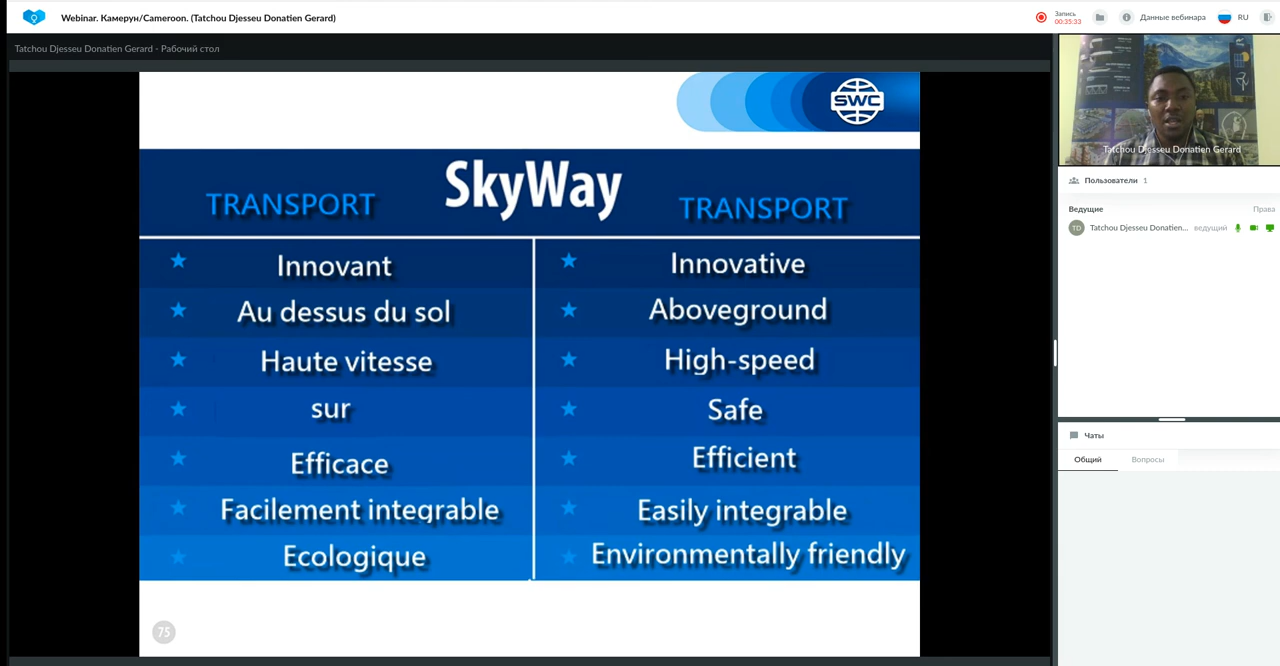 Webinar. Камерун/Cameroon. (Tatchou Djesseu Donatien Gerard)
Запись
00:35:33
Данные вебинара
RU
Tatchou Djesseu Donatien Gerard - Рабочий стол
SWC
TRANSPORT
SkyWay
TRANSPORT
Innovant
Innovative
Au dessus du sol
Aboveground
Haute vitesse
High-speed
sur
Safe
Efficace
Efficient
Facilement integrable
Easily integrable
Ecologique
Environmentally friendly
75
Tatchou Djesseu Donatien Gerard
Пользователи 1
Ведущие
Права
TD
Tatchou Djesseu Donatien...
ведущий
Чаты
Общий
Вопросы